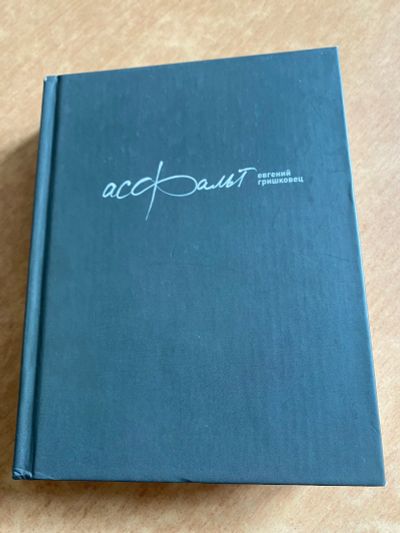 асфальт
евгений
гришковец